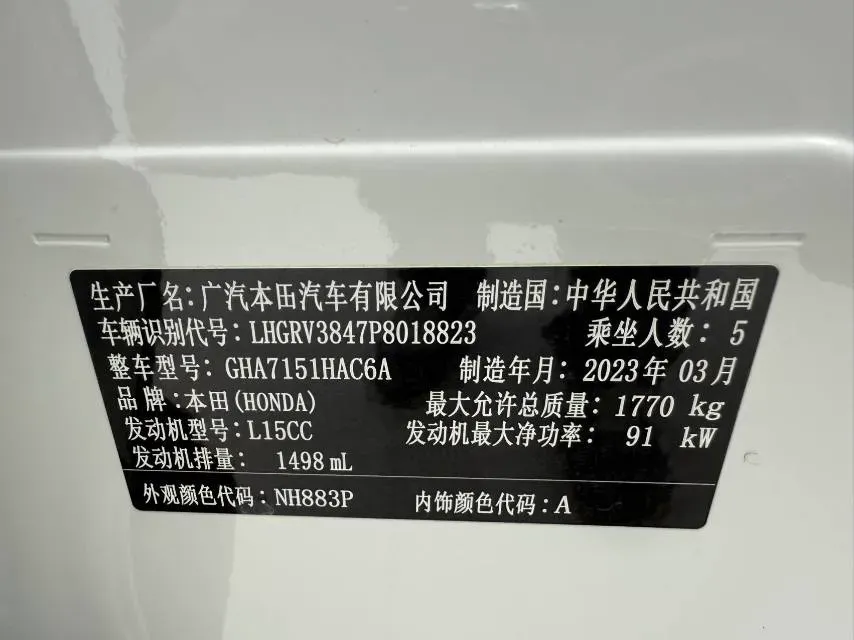 生产厂名:广汽本田汽车有限公司 制造国:中华人民共和国
车辆识别代号:LHGRV3847P8018823 乘坐人数: 5
整车型号:GHA7151HAC6A 制造年月:2023年 03月
品 牌:本田(HONDA) 最大允许总质量:1770 kg
发动机型号:L15CC 发动机最大净功率: 91 kW
发动机排量: 1498 mL
外观颜色代码:NH883P 内饰颜色代码:A